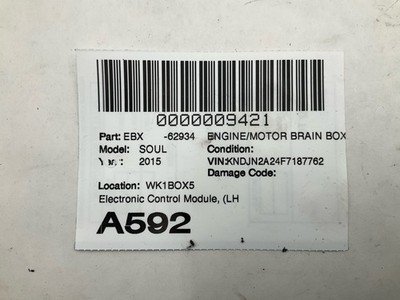 0000009421
Part: EBX -62934 ENGINE/MOTOR BRAIN BOX
Model: SOUL Condition:
Year: 2015 VIN:KNDJN2A24F7187762
Damage Code:
Location: WK1BOX5
Electronic Control Module, (LH
A592